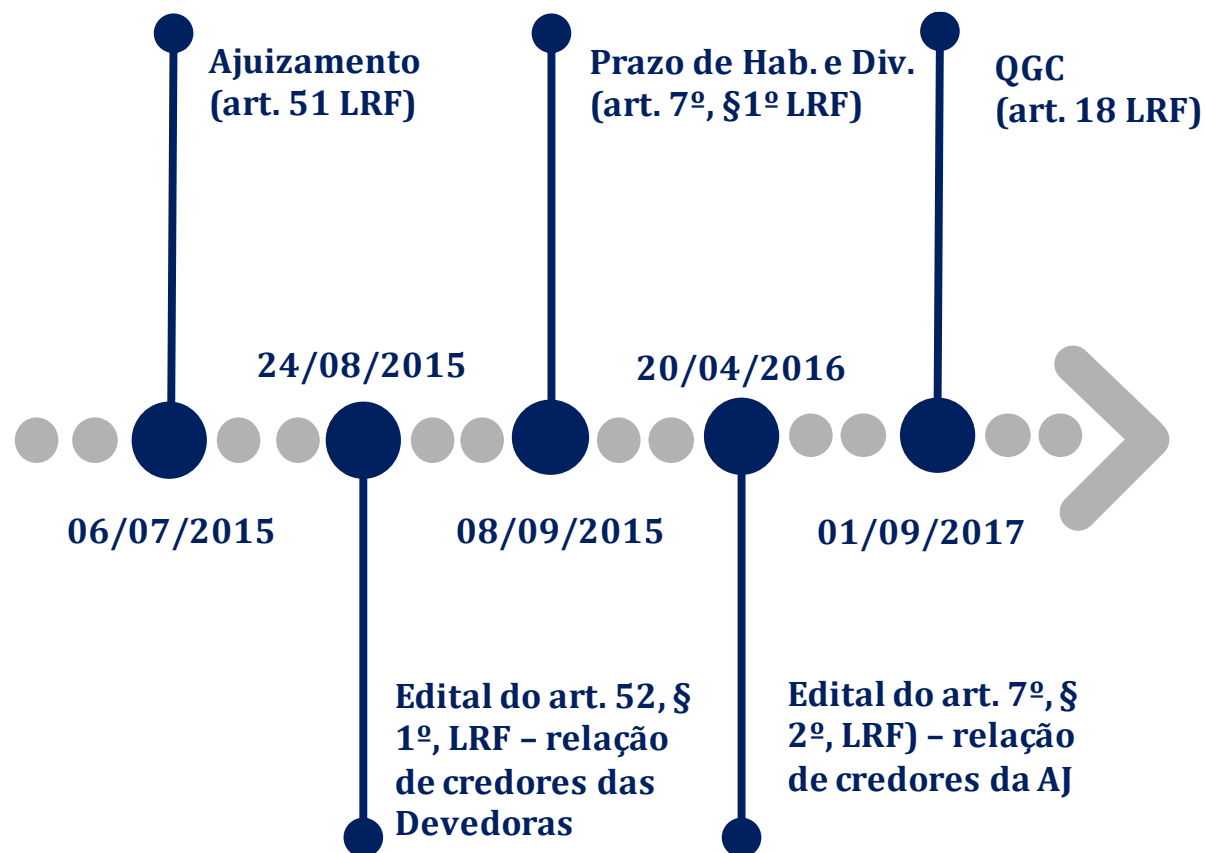 Ajuizamento
(art. 51 LRF)
Prazo de Hab. e Div.
(art. 7º, §1º LRF)
QGC
(art. 18 LRF)
24/08/2015
20/04/2016
06/07/2015
08/09/2015
01/09/2017
Edital do art. 52, §
1º, LRF – relação
de credores das
Devedoras
Edital do art. 7º, §
2º, LRF) – relação
de credores da AJ